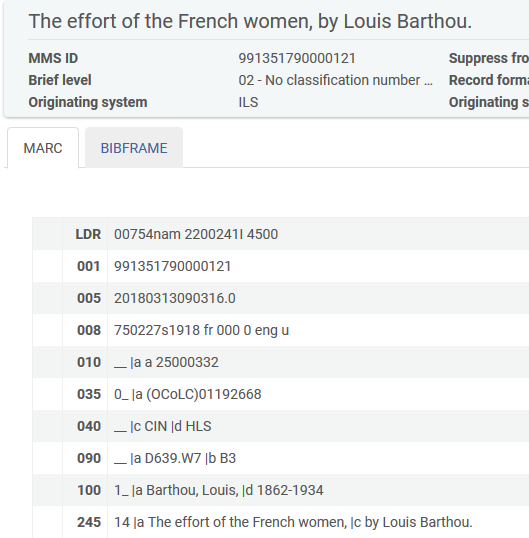 The effort of the French women, by Louis Barthou.
MMS ID 991351790000121 Suppress fro
Brief level 02 - No classification number ... Record forma
Originating system ILS Originating s
MARC BIBFRAME
LDR 00754nam 2200241I 4500
001 991351790000121
005 20180313090316.0
008 750227s1918 fr 000 0 eng u
010 __ |a a 25000332
035 0_ |a (OCoLC)01192668
040 __ |c CIN |d HLS
090 __ |a D639.W7 |b B3
100 1_ |a Barthou, Louis, |d 1862-1934
245 14 |a The effort of the French women, |c by Louis Barthou.